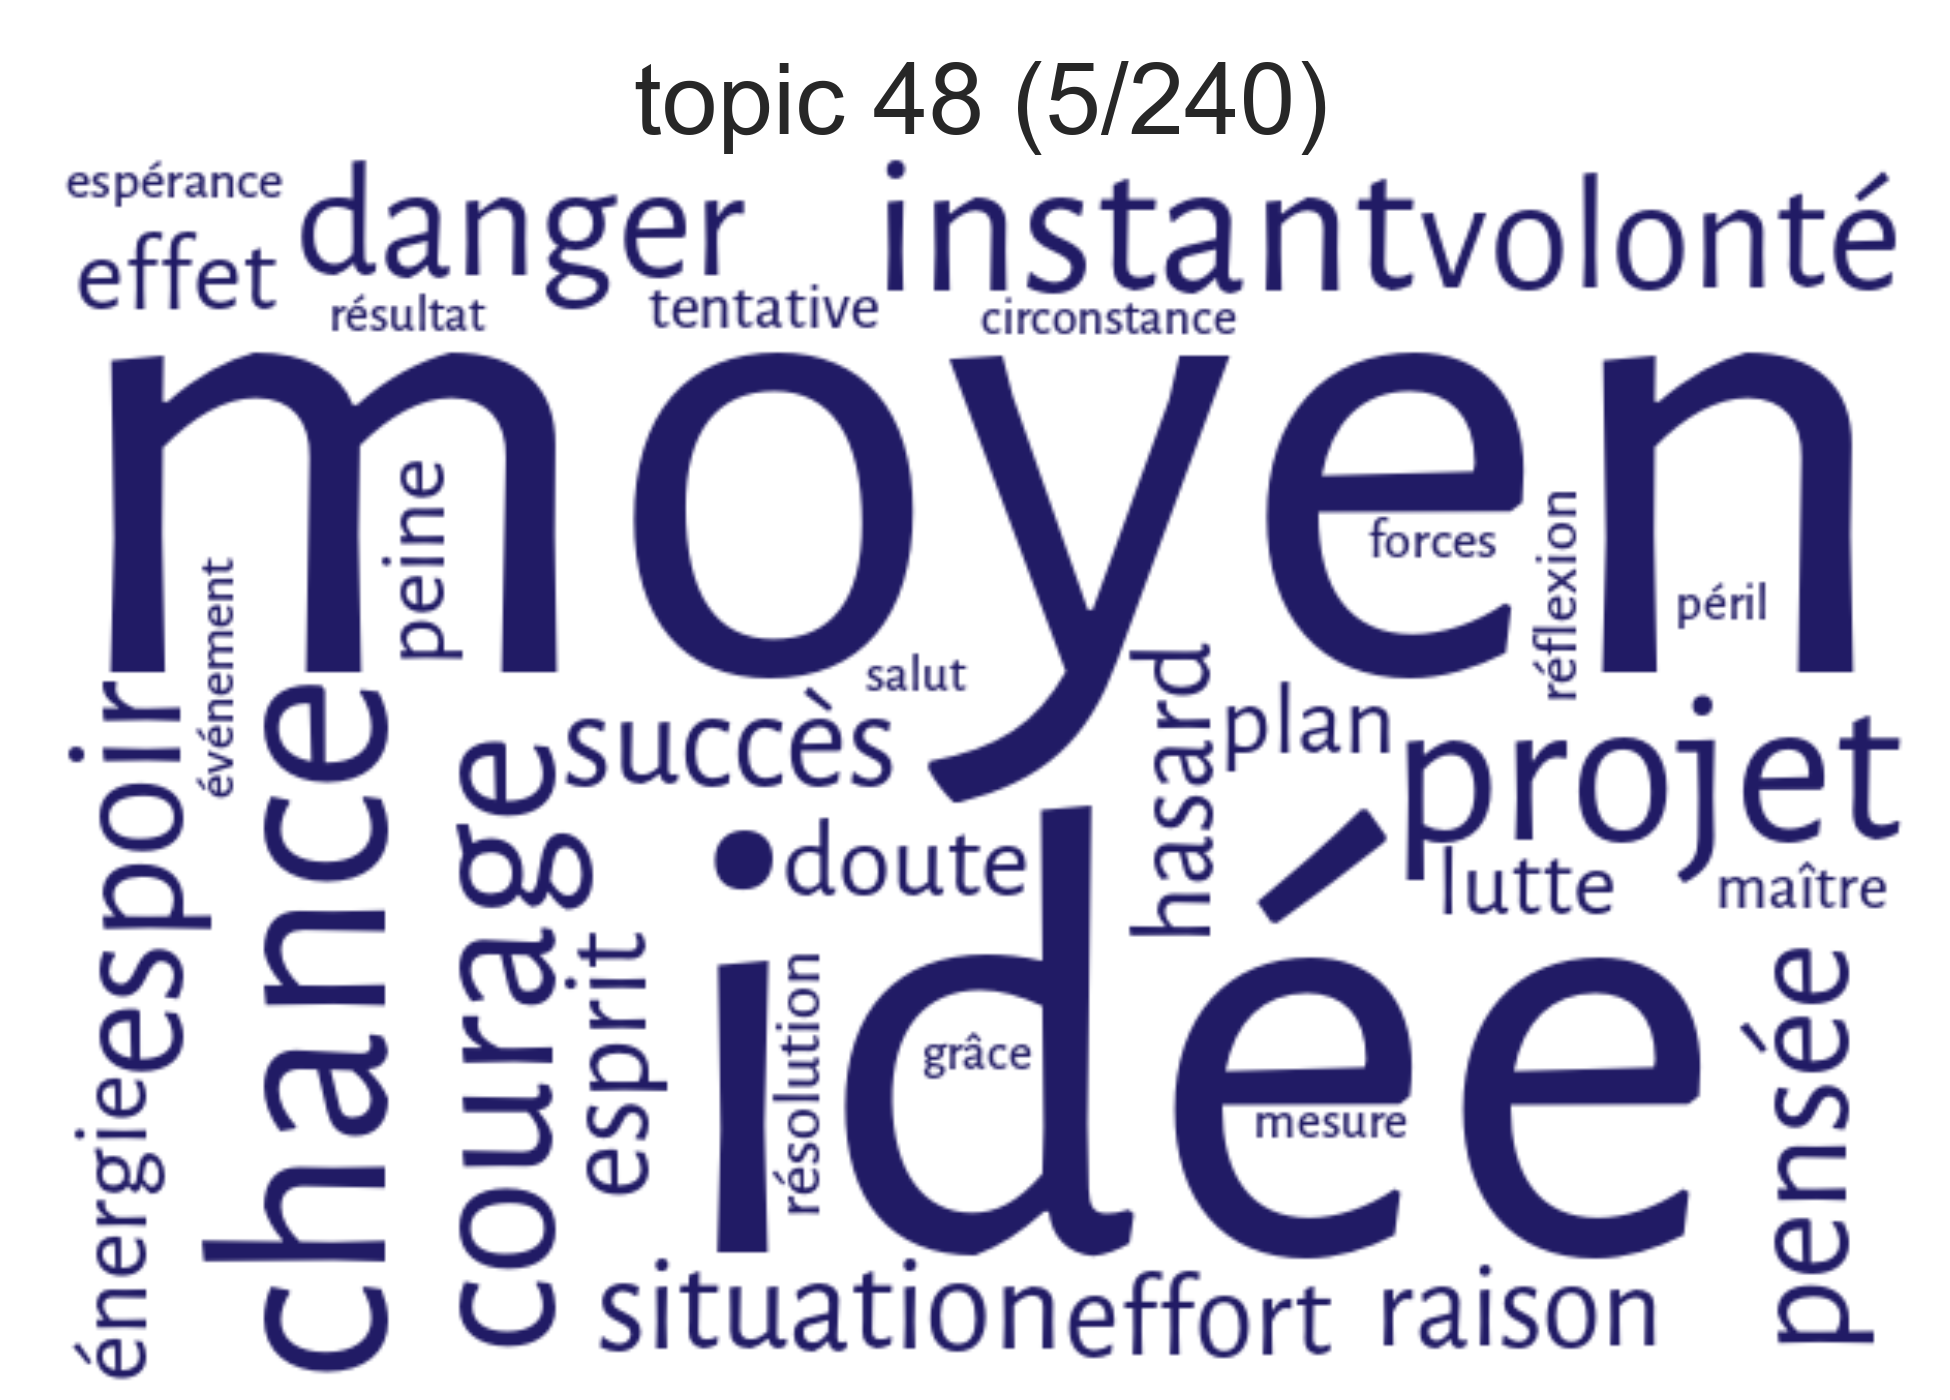 topic 48 (5/240)
espérance
danger
instant
volonté
effet
résultat
tentative
circonstance
moyen
peine
événement
forces
réflexion
péril
salut
espoir
chance
courage
succès
hasard
plan
projet
doute
lutte
maître
idée
esprit
résolution
grâce
mesure
pensée
énergie
situation
effort
raison